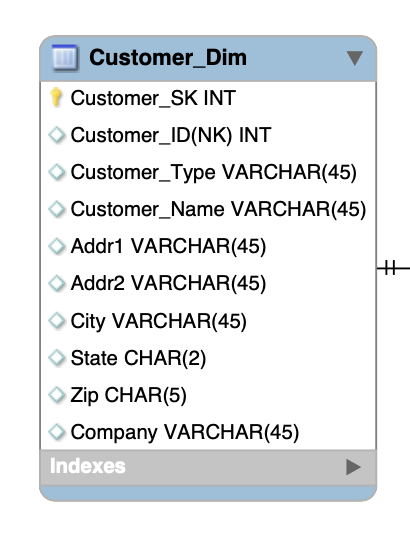 Customer_Dim
Customer_SK INT
Customer_ID(NK) INT
Customer_Type VARCHAR(45)
Customer_Name VARCHAR(45)
Addr1 VARCHAR(45)
Addr2 VARCHAR(45)
City VARCHAR(45)
State CHAR(2)
Zip CHAR(5)
Company VARCHAR(45)
Indexes